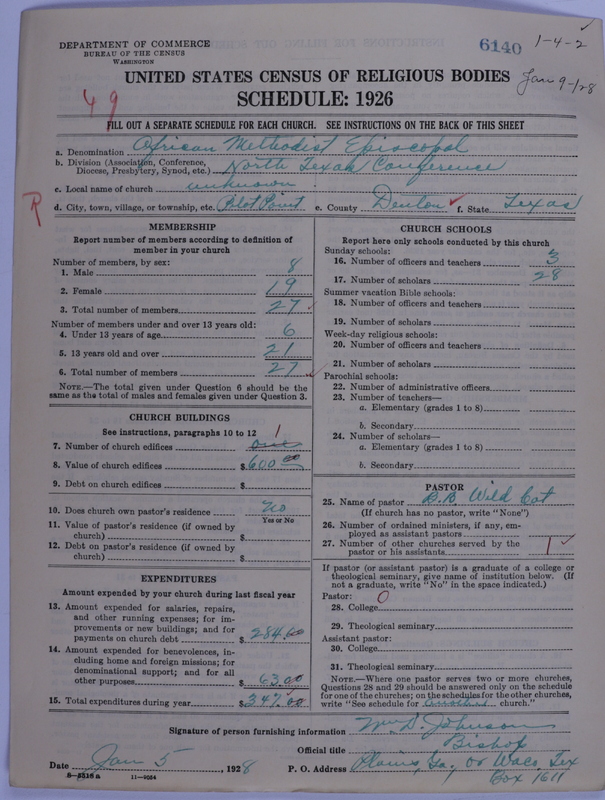 DEPARTMENT OF COMMERCE
BUREAU OF THE CENSUS
WASHINGTON
6140
1-4-2
Jan 9-128
UNITED STATES CENSUS OF RELIGIOUS BODIES
SCHEDULE: 1926
49
FILL OUT A SEPARATE SCHEDULE FOR EACH CHURCH. SEE INSTRUCTIONS ON THE BACK OF THIS SHEET
a. Denomination African Methodist Episcopal
b. Division (Association, Conference, Diocese, Presbytery, Synod, etc.) North Texas Conference
c. Local name of church unknown
R
d. City, town, village, or township, etc. Pilot Point e. County Denton f. State Texas
MEMBERSHIP
Report number of members according to definition of
member in your church
Number of members, by sex:
1. Male 8
2. Female 19
3. Total number of members 27
Number of members under and over 13 years old:
4. Under 13 years of age 6
5. 13 years old and over 21
6. Total number of members 27
NOTE.—The total given under Question 6 should be the
same as the total of males and females given under Question 3.
CHURCH BUILDINGS
See instructions, paragraphs 10 to 12
7. Number of church edifices one 1
8. Value of church edifices $600 00
9. Debt on church edifices $
10. Does church own pastor's residence No
Yes or No
11. Value of pastor's residence (if owned by
church) $
12. Debt on pastor's residence (if owned by
church) $
EXPENDITURES
Amount expended by your church during last fiscal year
13. Amount expended for salaries, repairs,
and other running expenses; for im-
provements or new buildings; and for
payments on church debt $284.00
14. Amount expended for benevolences, in-
cluding home and foreign missions; for
denominational support; and for all
other purposes $63.00
15. Total expenditures during year $347.00
CHURCH SCHOOLS
Report here only schools conducted by this church
Sunday schools:
16. Number of officers and teachers 3
17. Number of scholars 28
Summer vacation Bible schools:
18. Number of officers and teachers
19. Number of scholars
Week-day religious schools:
20. Number of officers and teachers
21. Number of scholars
Parochial schools:
22. Number of administrative officers
23. Number of teachers—
a. Elementary (grades 1 to 8)
b. Secondary
24. Number of scholars—
a. Elementary (grades 1 to 8)
b. Secondary
PASTOR
25. Name of pastor B.B. Wild Cat
(If church has no pastor, write "None")
26. Number of ordained ministers, if any, em-
ployed as assistant pastors
27. Number of other churches served by the
pastor or his assistants 1
If pastor (or assistant pastor) is a graduate of a college or
theological seminary, give name of institution below. (If
not a graduate, write "No" in the space indicated.)
Pastor: 0
28. College
29. Theological seminary
Assistant pastor:
30. College
31. Theological seminary
NOTE.—Where one pastor serves two or more churches,
Questions 28 and 29 should be answered only on the schedule
for one of the churches; on the schedules for the other churches,
write "See schedule for church."
Signature of person furnishing information Wm D. Johnson
Official title Bishop
Date Jan 5, 1928 P. O. Address Plains, Ga, or Waco, Tex
Box 1611
11—9034